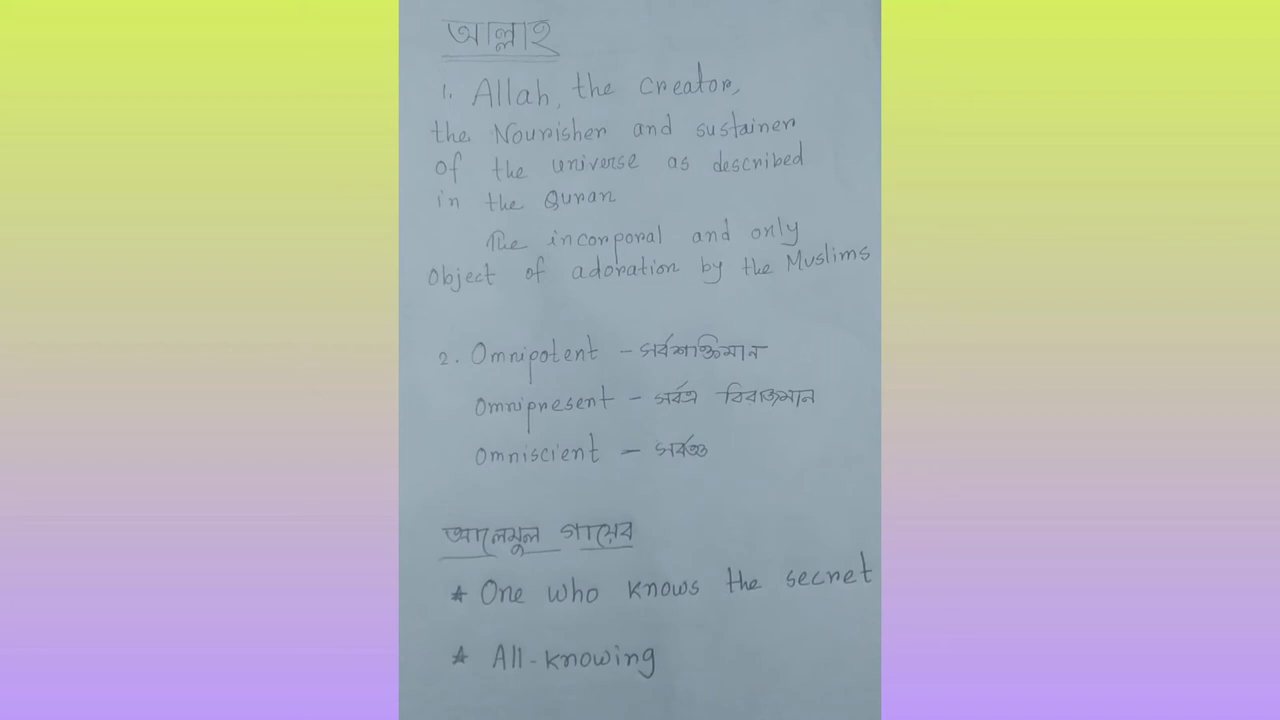 আল্লাহ
1. Allah, the creator,
the Nourisher and sustainer
of the universe as described
in the Quran
The incorporal and only
object of adoration by the Muslims
2. Omnipotent - সর্বশক্তিমান
Omnipresent - সর্বত্র বিরাজমান
Omniscient - সর্বজ্ঞ
আলেমুল গায়েব
* One who knows the secret
* All-knowing